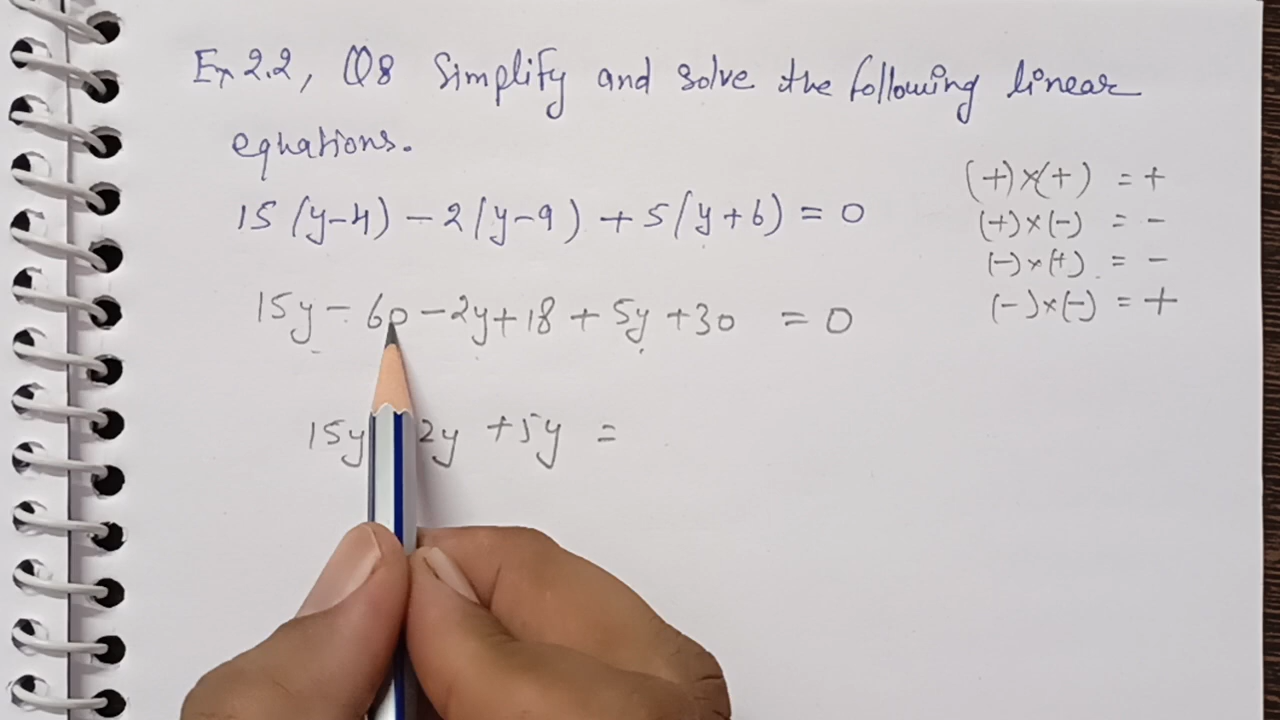 Ex 2.2, Q8 Simplify and solve the following linear
equations.
15(y-4) - 2(y-9) + 5(y+6) = 0
15y - 60 - 2y + 18 + 5y + 30 = 0
15y 2y + 5y =
(+)×(+) = +
(+)×(-) = -
(-)×(+) = -
(-)×(-) = +